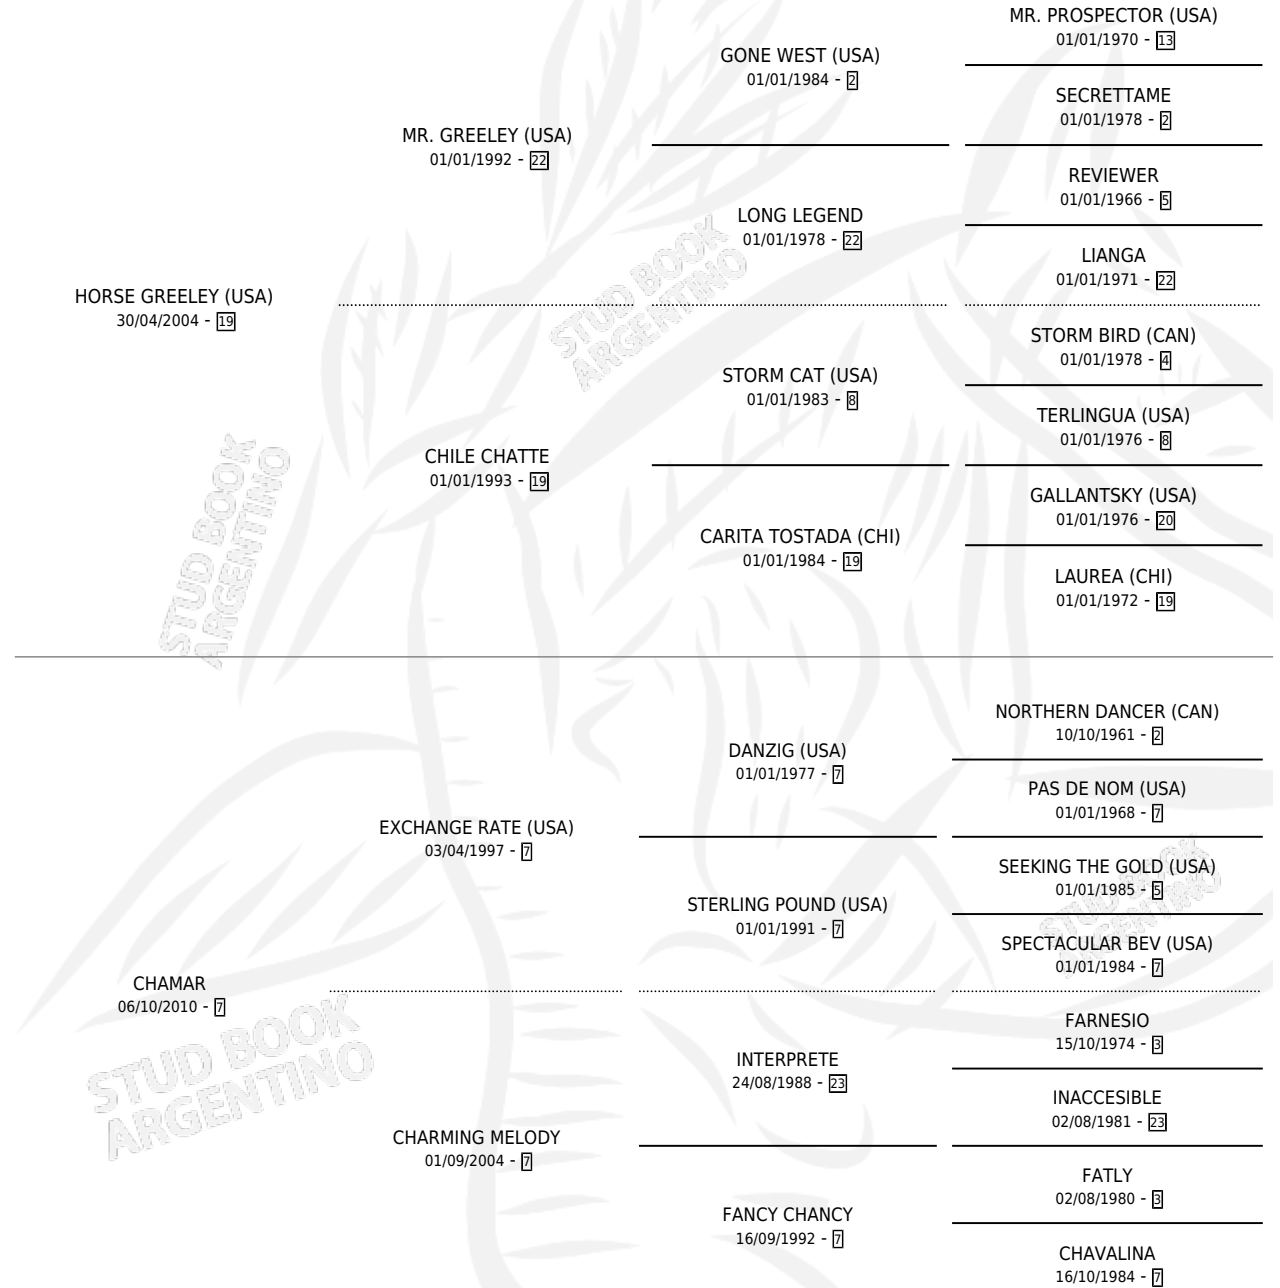 MR. PROSPECTOR (USA)
01/01/1970 - 13
GONE WEST (USA)
01/01/1984 - 2
SECRETTAME
01/01/1978 - 2
MR. GREELEY (USA)
01/01/1992 - 22
REVIEWER
01/01/1966 - 5
LONG LEGEND
01/01/1978 - 22
LIANGA
01/01/1971 - 22
HORSE GREELEY (USA)
30/04/2004 - 19
STORM BIRD (CAN)
01/01/1978 - 4
STORM CAT (USA)
01/01/1983 - 8
TERLINGUA (USA)
01/01/1976 - 8
CHILE CHATTE
01/01/1993 - 19
GALLANTSKY (USA)
01/01/1976 - 20
CARITA TOSTADA (CHI)
01/01/1984 - 19
LAUREA (CHI)
01/01/1972 - 19
STUD BOOK
ARGENTINO
STUD BOOK
ARGENTINO
NORTHERN DANCER (CAN)
10/10/1961 - 2
DANZIG (USA)
01/01/1977 - 7
PAS DE NOM (USA)
01/01/1968 - 7
EXCHANGE RATE (USA)
03/04/1997 - 7
SEEKING THE GOLD (USA)
01/01/1985 - 5
STERLING POUND (USA)
01/01/1991 - 7
SPECTACULAR BEV (USA)
01/01/1984 - 7
STUD BOOK
ARGENTINO
CHAMAR
06/10/2010 - 7
FARNESIO
15/10/1974 - 3
INTERPRETE
24/08/1988 - 23
INACCESIBLE
02/08/1981 - 23
CHARMING MELODY
01/09/2004 - 7
FATLY
02/08/1980 - 3
FANCY CHANCY
16/09/1992 - 7
CHAVALINA
16/10/1984 - 7
STUD BOOK
ARGENTINO